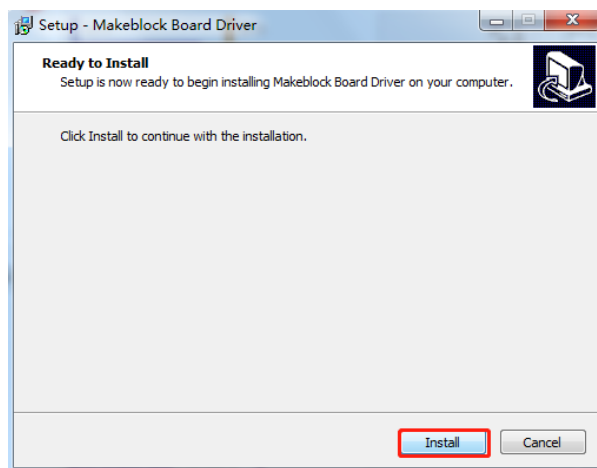 Setup - Makeblock Board Driver
Ready to Install
Setup is now ready to begin installing Makeblock Board Driver on your computer.
Click Install to continue with the installation.
Install
Cancel